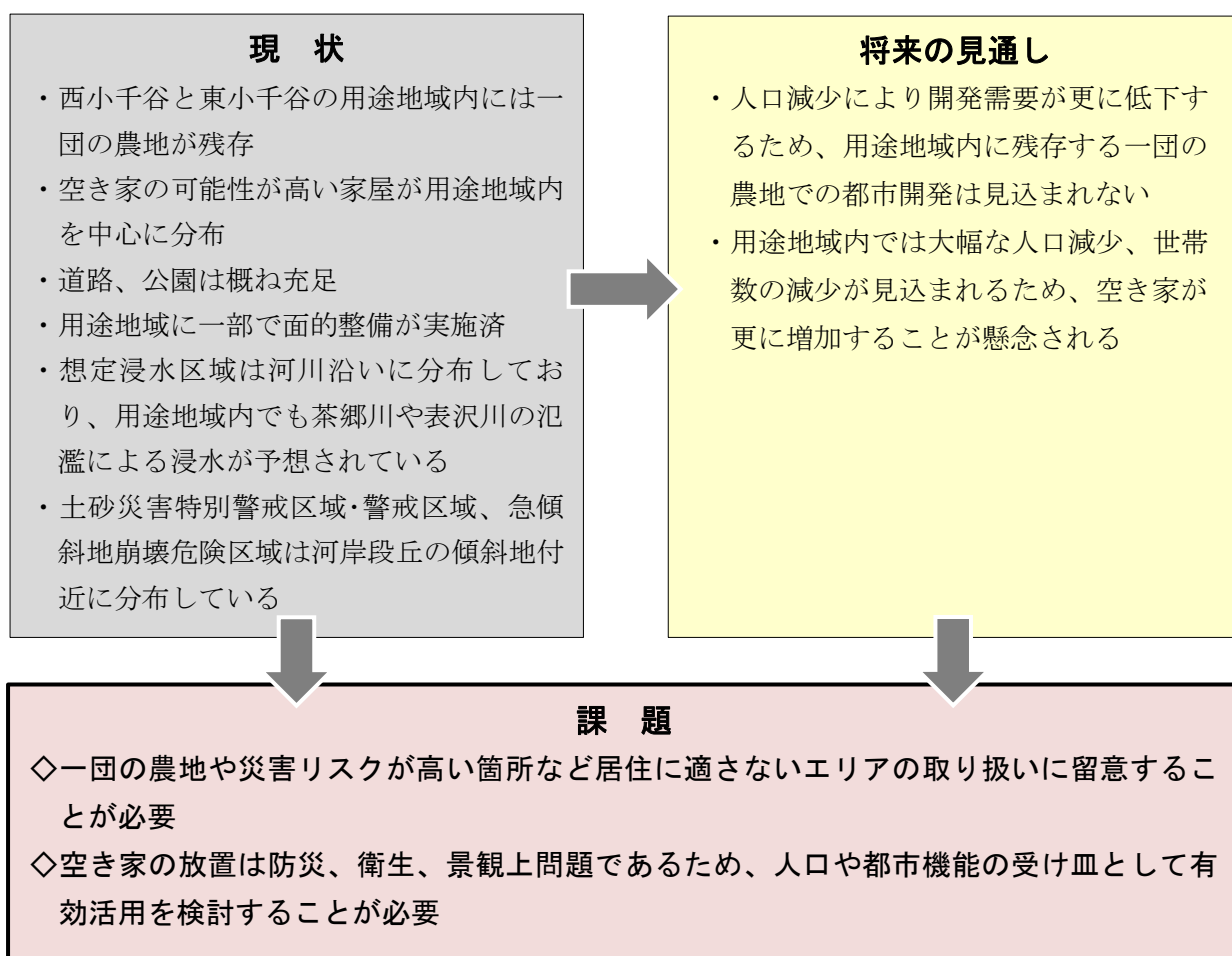 現　状
・西小千谷と東小千谷の用途地域内には一
団の農地が残存
・空き家の可能性が高い家屋が用途地域内
を中心に分布
・道路、公園は概ね充足
・用途地域に一部で面的整備が実施済
・想定浸水区域は河川沿いに分布してお
り、用途地域内でも茶郷川や表沢川の氾
濫による浸水が予想されている
・土砂災害特別警戒区域･警戒区域、急傾
斜地崩壊危険区域は河岸段丘の傾斜地付
近に分布している
将来の見通し
・人口減少により開発需要が更に低下す
るため、用途地域内に残存する一団の
農地での都市開発は見込まれない
・用途地域内では大幅な人口減少、世帯
数の減少が見込まれるため、空き家が
更に増加することが懸念される
課　題
◇一団の農地や災害リスクが高い箇所など居住に適さないエリアの取り扱いに留意するこ
とが必要
◇空き家の放置は防災、衛生、景観上問題であるため、人口や都市機能の受け皿として有
効活用を検討することが必要